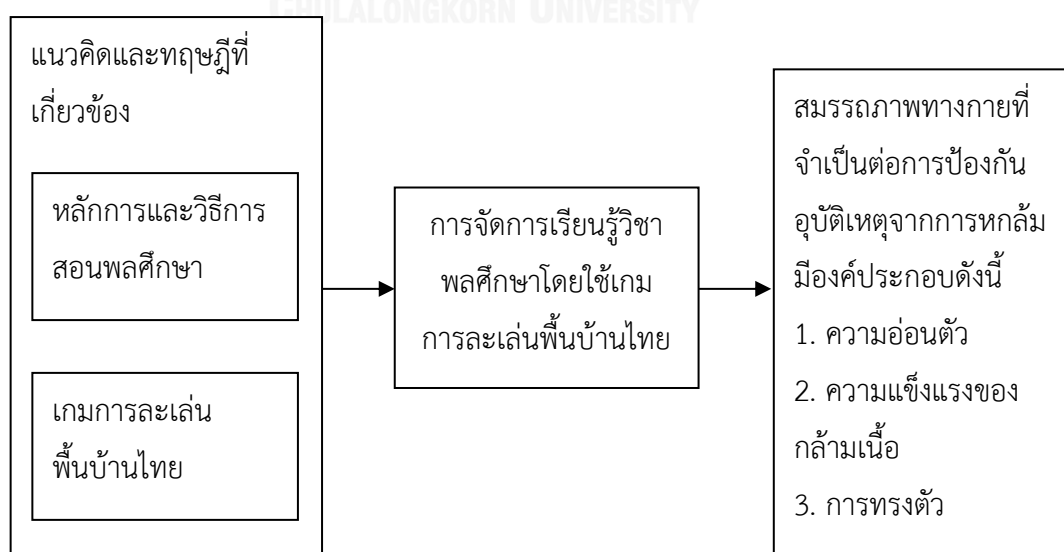 CHULALONGKORN UNIVERSITY
แนวคิดและทฤษฎีที่
เกี่ยวข้อง
หลักการและวิธีการ
สอนพลศึกษา
เกมการละเล่น
พื้นบ้านไทย
การจัดการเรียนรู้วิชา
พลศึกษาโดยใช้เกม
การละเล่นพื้นบ้านไทย
สมรรถภาพทางกายที่
จำเป็นต่อการป้องกัน
อุบัติเหตุจากการหกล้ม
มีองค์ประกอบดังนี้
1. ความอ่อนตัว
2. ความแข็งแรงของ
กล้ามเนื้อ
3. การทรงตัว